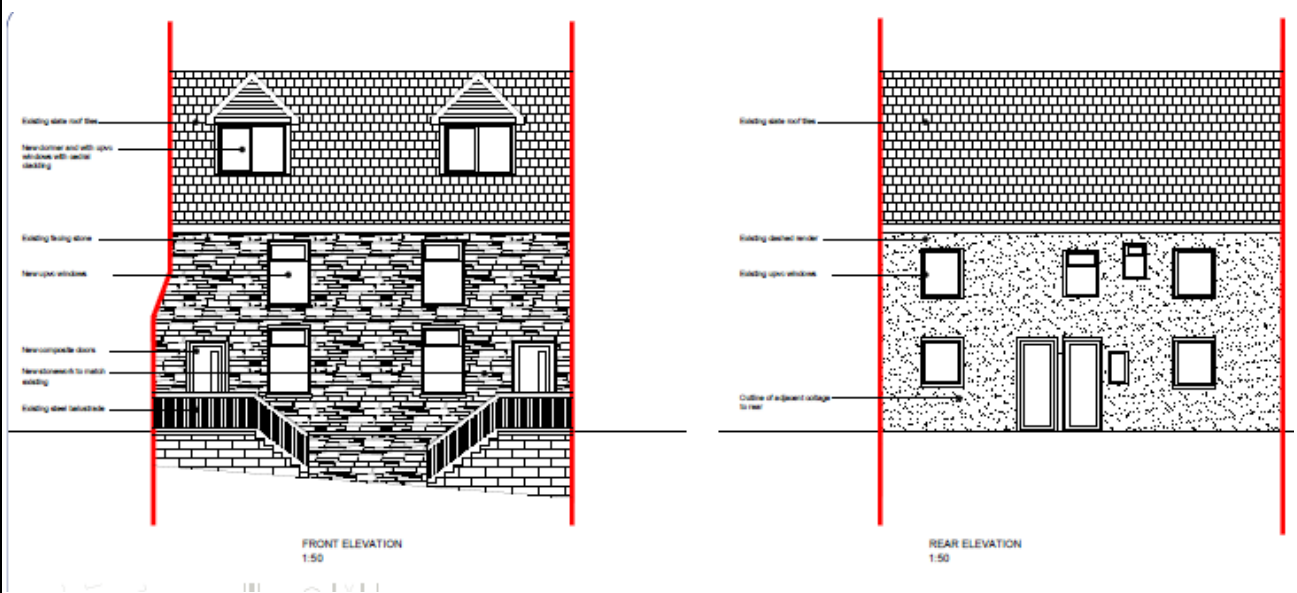 Existing slate roof tiles
New dormer and with upvc
windows with cedral
cladding
Existing facing stone
New upvc windows
New composite doors
New stonework to match
existing
Existing steel balustrade
FRONT ELEVATION
1:50
Existing slate roof tiles
Existing dashed render
Existing upvc windows
Outline of adjacent cottage
to rear
REAR ELEVATION
1:50